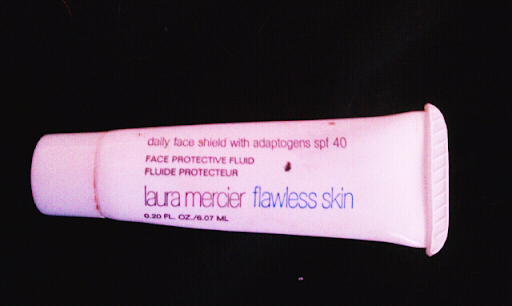 daily face shield with adaptogens spf 40
FACE PROTECTIVE FLUID
FLUIDE PROTECTEUR
laura mercier flawless skin
0.20 FL. OZ./6.07 ML